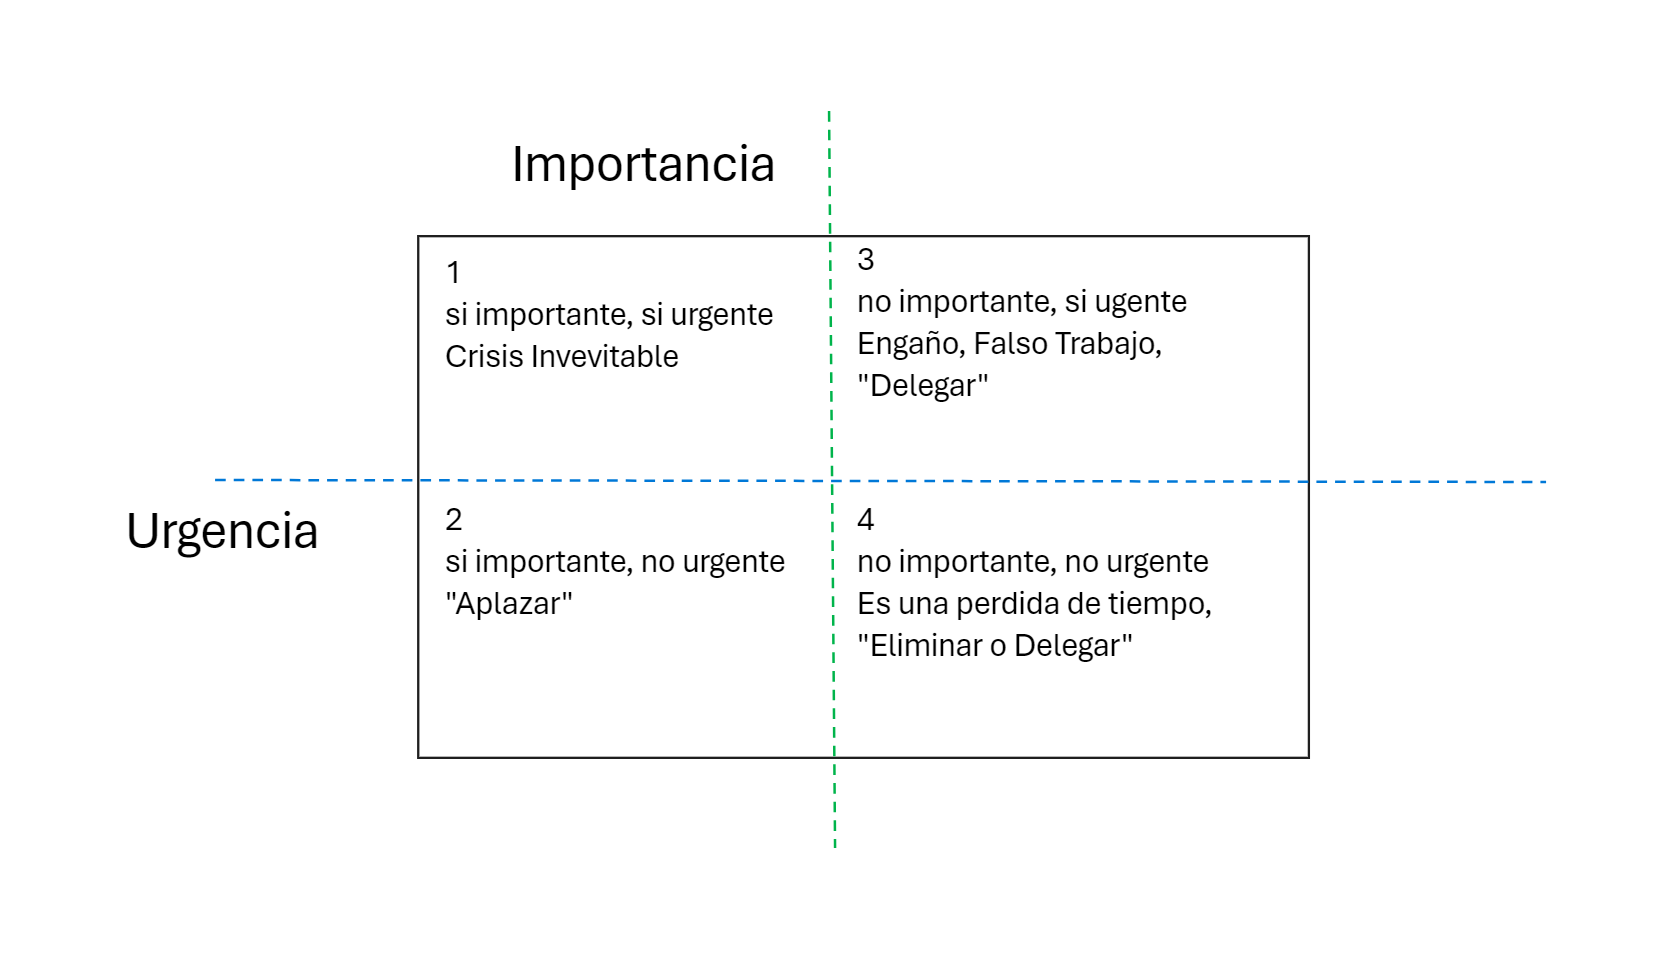 Importancia
1
si importante, si urgente
Crisis Invevitable
3
no importante, si ugente
Engaño, Falso Trabajo,
"Delegar"
Urgencia
2
si importante, no urgente
"Aplazar"
4
no importante, no urgente
Es una perdida de tiempo,
"Eliminar o Delegar"